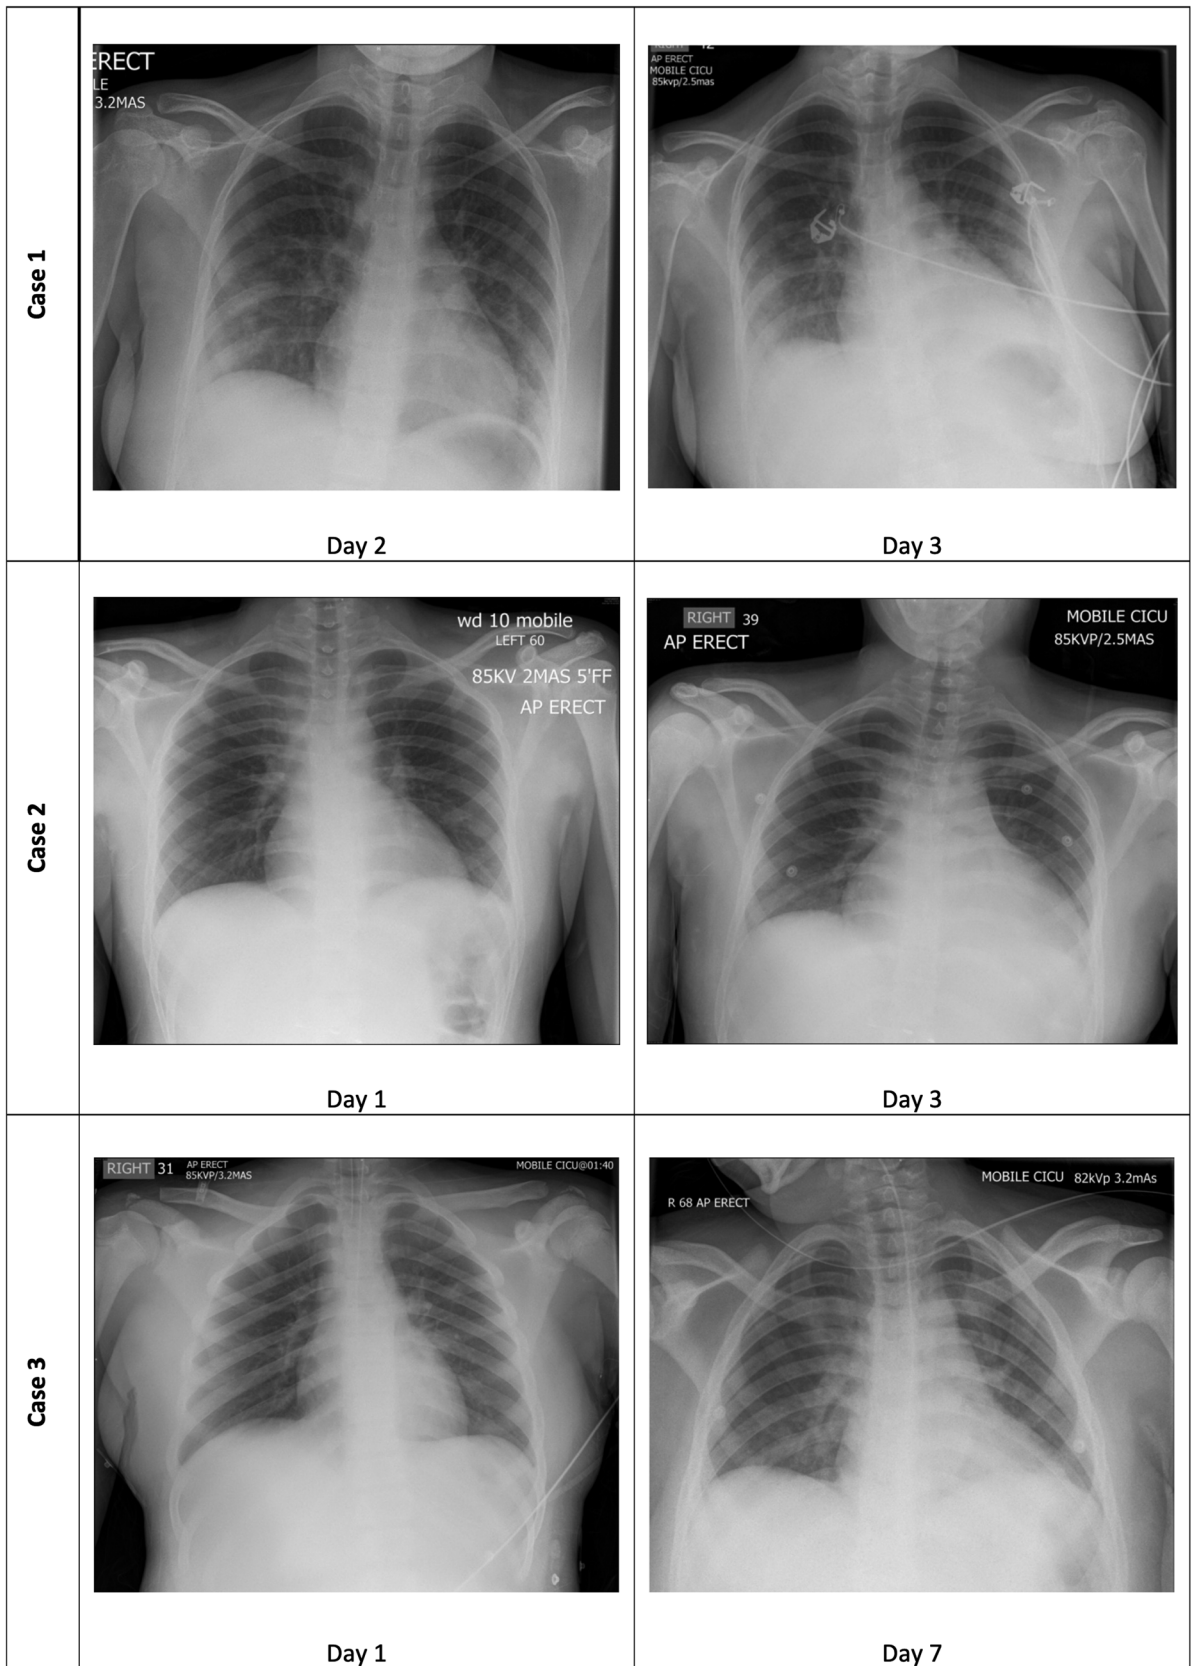 Case 1
ERECT
LE
3.2MAS
AP ERECT
MOBILE CICU
85kvp/2.5mas
Day 2
Day 3
Case 2
wd 10 mobile
LEFT 60
85KV 2MAS 5'FF
AP ERECT
RIGHT 39
AP ERECT
MOBILE CICU
85KVP/2.5MAS
Day 1
Day 3
Case 3
RIGHT 31
AP ERECT
85KVP/3.2MAS
MOBILE CICU@01:40
R 68 AP ERECT
MOBILE CICU 82kVp 3.2mAs
Day 1
Day 7